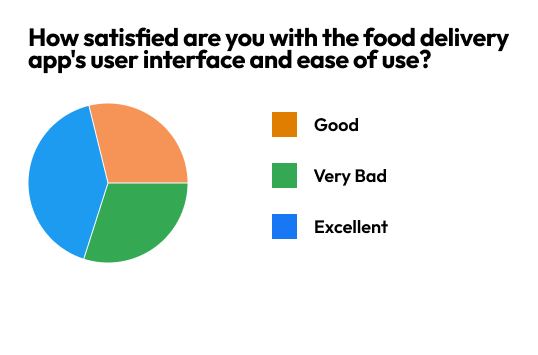 How satisfied are you with the food delivery
app's user interface and ease of use?
Good
Very Bad
Excellent